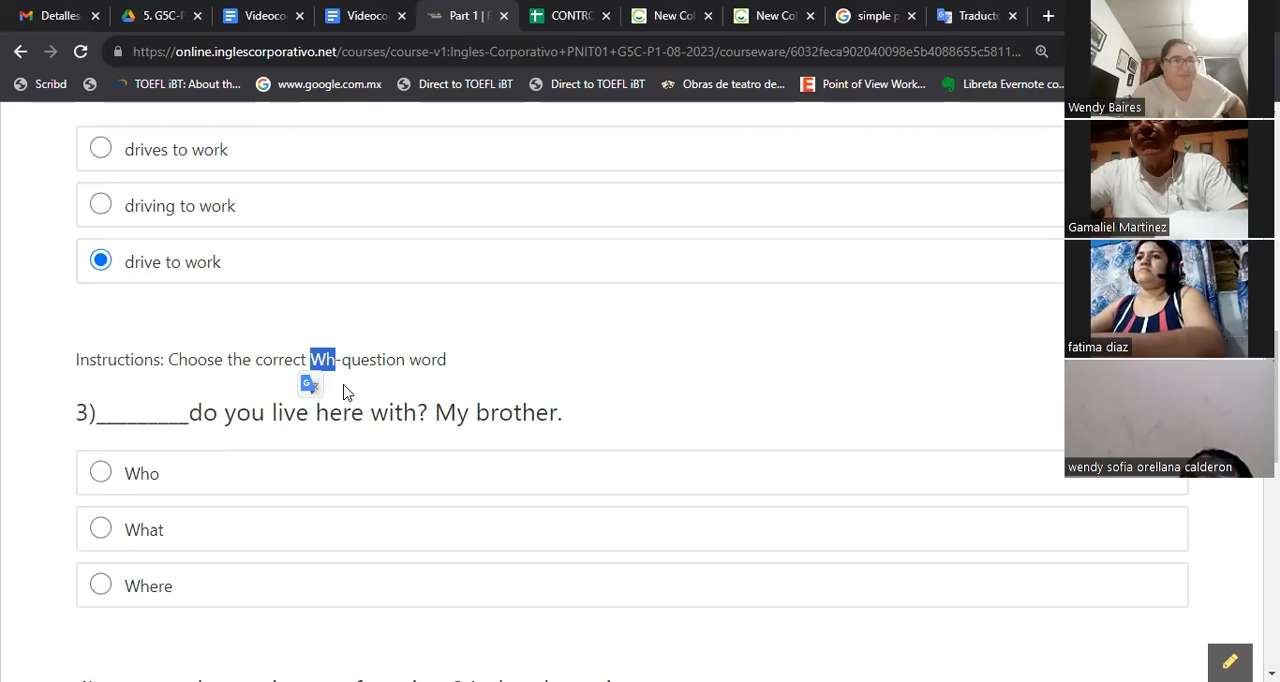 Detalles
5. G5C-P
Videoco
Videoco
Part 1 | F
CONTRC
New Col
New Col
simple p
Traducto
https://online.inglescorporativo.net/courses/course-v1:Ingles-Corporativo+PNIT01+G5C-P1-08-2023/courseware/6032feca902040098e5b4088655c5811...
Scribd
TOEFL iBT: About th...
www.google.com.mx
Direct to TOEFL iBT
Direct to TOEFL iBT
Obras de teatro de...
Point of View Work...
Libreta Evernote co...
Wendy Baires
drives to work
driving to work
Gamaliel Martinez
drive to work
fatima diaz
Instructions: Choose the correct Wh-question word
3)_________do you live here with? My brother.
Who
wendy sofia orellana calderon
What
Where